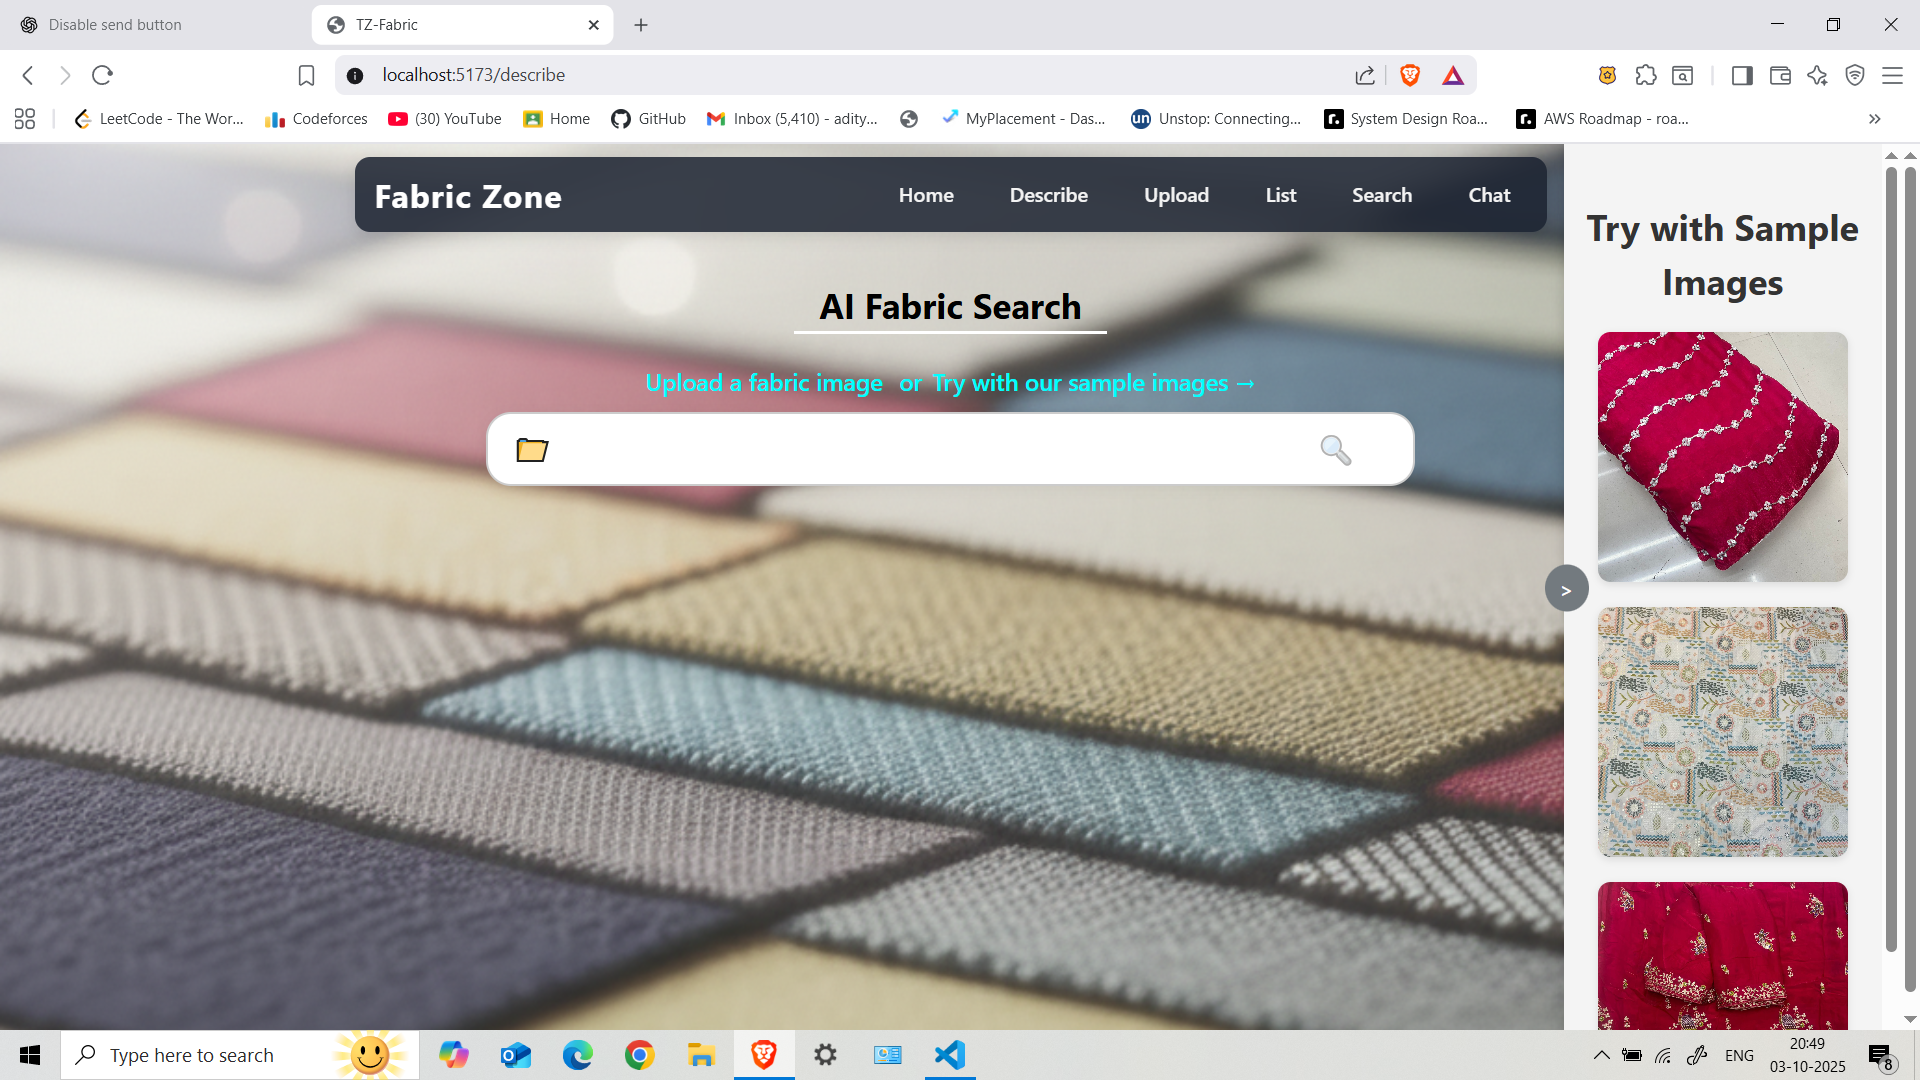 Disable send button
TZ-Fabric
localhost:5173/describe
LeetCode - The Wor...
Codeforces
(30) YouTube
Home
GitHub
Inbox (5,410) - adity...
MyPlacement - Das...
un
Unstop: Connecting...
r.
System Design Roa...
r.
AWS Roadmap - roa...
»
Fabric Zone
Home
Describe
Upload
List
Search
Chat
AI Fabric Search
Upload a fabric image or Try with our sample images →
Try with Sample
Images
>
Type here to search
ENG
20:49
03-10-2025
8